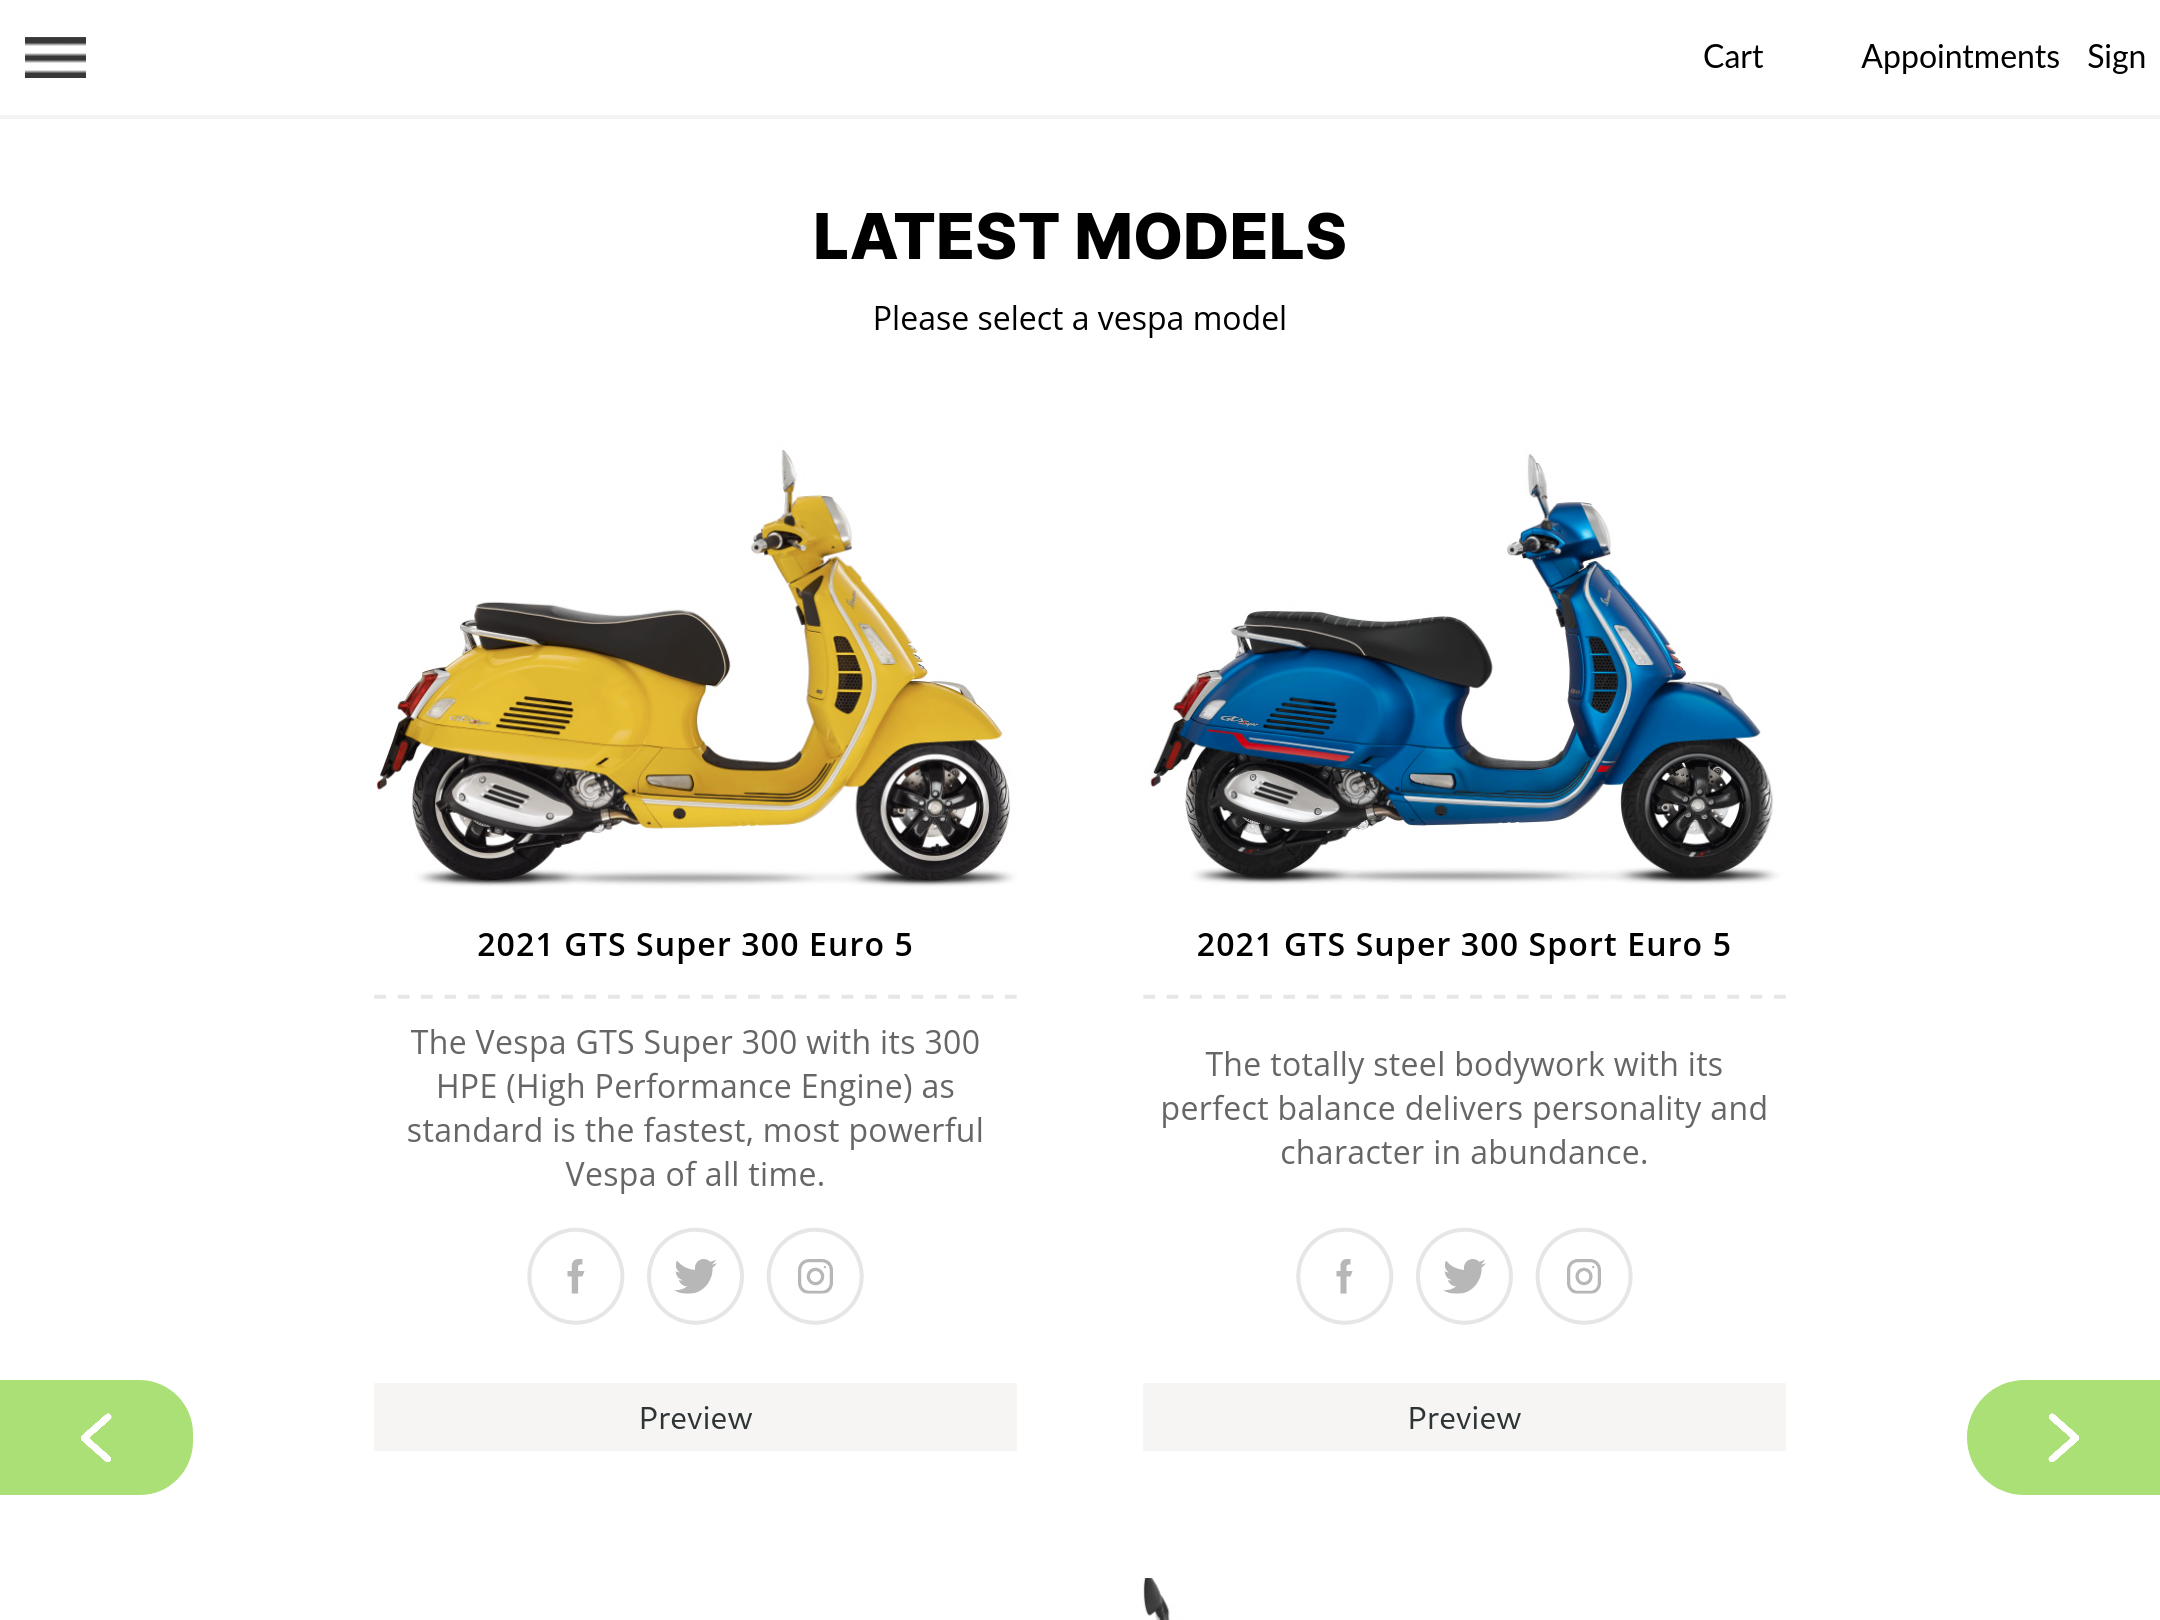 Cart Appointments Sign
LATEST MODELS
Please select a vespa model
2021 GTS Super 300 Euro 5
The Vespa GTS Super 300 with its 300
HPE (High Performance Engine) as
standard is the fastest, most powerful
Vespa of all time.
Preview
2021 GTS Super 300 Sport Euro 5
The totally steel bodywork with its
perfect balance delivers personality and
character in abundance.
Preview